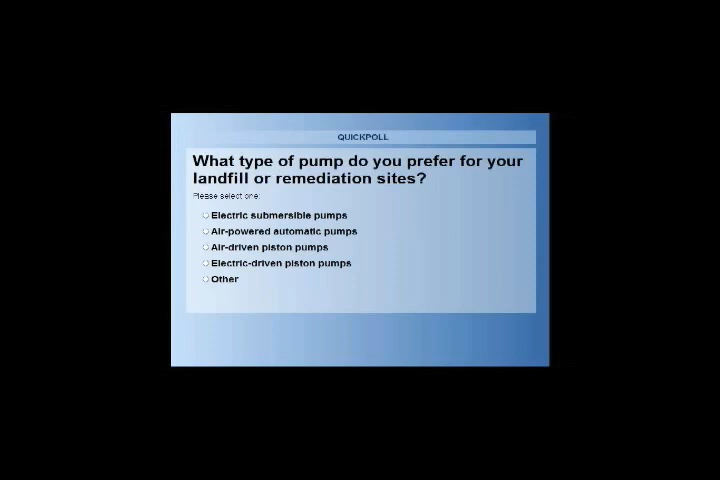 QUICKPOLL
What type of pump do you prefer for your
landfill or remediation sites?
Please select one:
Electric submersible pumps
Air-powered automatic pumps
Air-driven piston pumps
Electric-driven piston pumps
Other